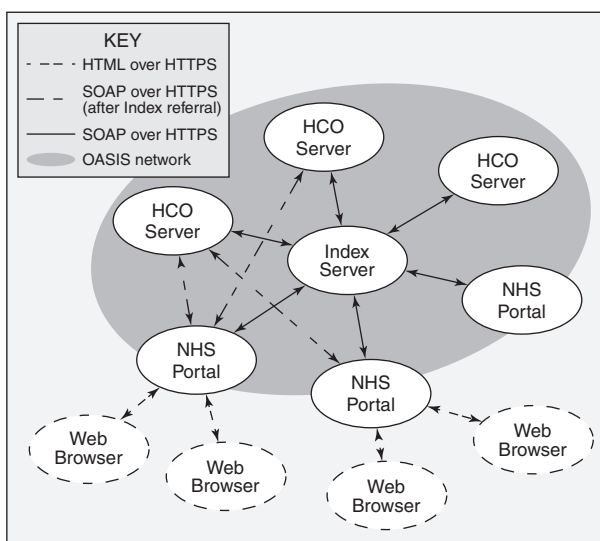 KEY
HTML over HTTPS
SOAP over HTTPS
(after Index referral)
SOAP over HTTPS
OASIS network
HCO
Server
HCO
Server
HCO
Server
Index
Server
NHS
Portal
NHS
Portal
NHS
Portal
Web
Browser
Web
Browser
Web
Browser
Web
Browser